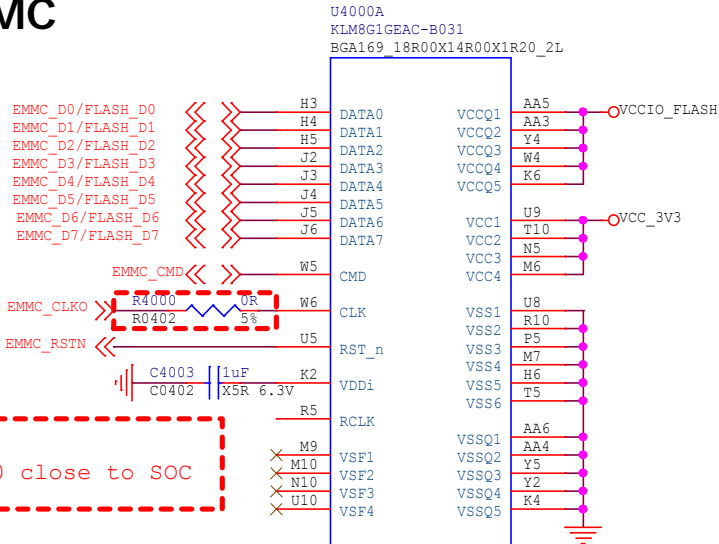 MC
U4000A
KLM8G1GEAC-B031
BGA169_18R00X14R00X1R20_2L
EMMC_D0/FLASH_D0 H3 DATA0 VCCQ1 AA5 VCCIO_FLASH
EMMC_D1/FLASH_D1 H4 DATA1 VCCQ2 AA3
EMMC_D2/FLASH_D2 H5 DATA2 VCCQ3 Y4
EMMC_D3/FLASH_D3 J2 DATA3 VCCQ4 W4
EMMC_D4/FLASH_D4 J3 DATA4 VCCQ5 K6
EMMC_D5/FLASH_D5 J4 DATA5
EMMC_D6/FLASH_D6 J5 DATA6 VCC1 U9 VCC_3V3
EMMC_D7/FLASH_D7 J6 DATA7 VCC2 T10
VCC3 N5
EMMC_CMD W5 CMD VCC4 M6
EMMC_CLKO R4000 0R W6 CLK VSS1 U8
R0402 5% VSS2 R10
EMMC_RSTN U5 RST_n VSS3 P5
VSS4 M7
C4003 1uF K2 VDDi VSS5 H6
C0402 X5R 6.3V VSS6 T5
R5 RCLK
VSSQ1 AA6
M9 VSF1 VSSQ2 AA4
0 close to SOC M10 VSF2 VSSQ3 Y5
N10 VSF3 VSSQ4 Y2
U10 VSF4 VSSQ5 K4